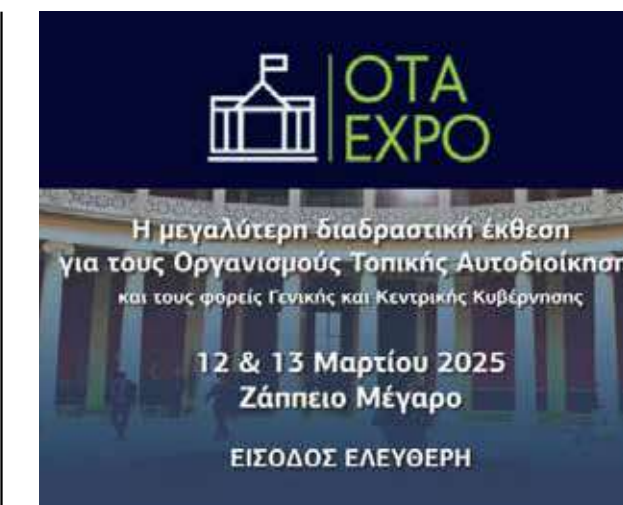 ΟΤΑ
EXPO
Η μεγαλύτερη διαδραστική έκθεση
για τους Οργανισμούς Τοπικής Αυτοδιοίκηση
και τους φορείς Γενικής και Κεντρικής Κυβέρνησης
12 & 13 Μαρτίου 2025
Ζάππειο Μέγαρο
ΕΙΣΟΔΟΣ ΕΛΕΥΘΕΡΗ